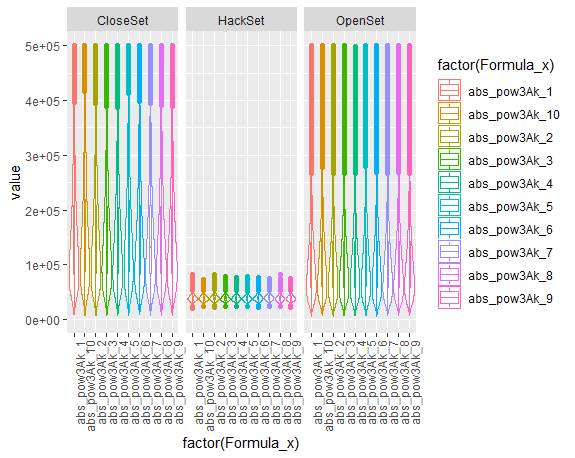 CloseSet HackSet OpenSet
factor(Formula_x)
5e+05
4e+05
3e+05
2e+05
1e+05
0e+00
value
abs_pow3Ak_1
abs_pow3Ak_10
abs_pow3Ak_2
abs_pow3Ak_3
abs_pow3Ak_4
abs_pow3Ak_5
abs_pow3Ak_6
abs_pow3Ak_7
abs_pow3Ak_8
abs_pow3Ak_9
abs_pow3Ak_1
abs_pow3Ak_10
abs_pow3Ak_2
abs_pow3Ak_3
abs_pow3Ak_4
abs_pow3Ak_5
abs_pow3Ak_6
abs_pow3Ak_7
abs_pow3Ak_8
abs_pow3Ak_9
abs_pow3Ak_1
abs_pow3Ak_10
abs_pow3Ak_2
abs_pow3Ak_3
abs_pow3Ak_4
abs_pow3Ak_5
abs_pow3Ak_6
abs_pow3Ak_7
abs_pow3Ak_8
abs_pow3Ak_9
factor(Formula_x)
abs_pow3Ak_1
abs_pow3Ak_10
abs_pow3Ak_2
abs_pow3Ak_3
abs_pow3Ak_4
abs_pow3Ak_5
abs_pow3Ak_6
abs_pow3Ak_7
abs_pow3Ak_8
abs_pow3Ak_9